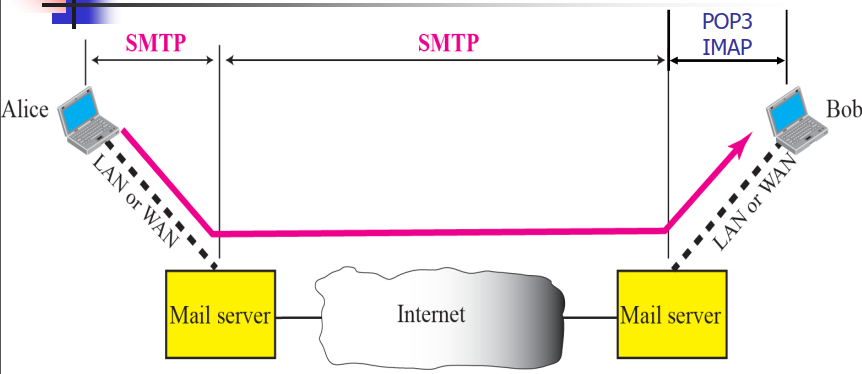 SMTP
SMTP
POP3
IMAP
Alice
Bob
LAN or WAN
LAN or WAN
Mail server
Internet
Mail server